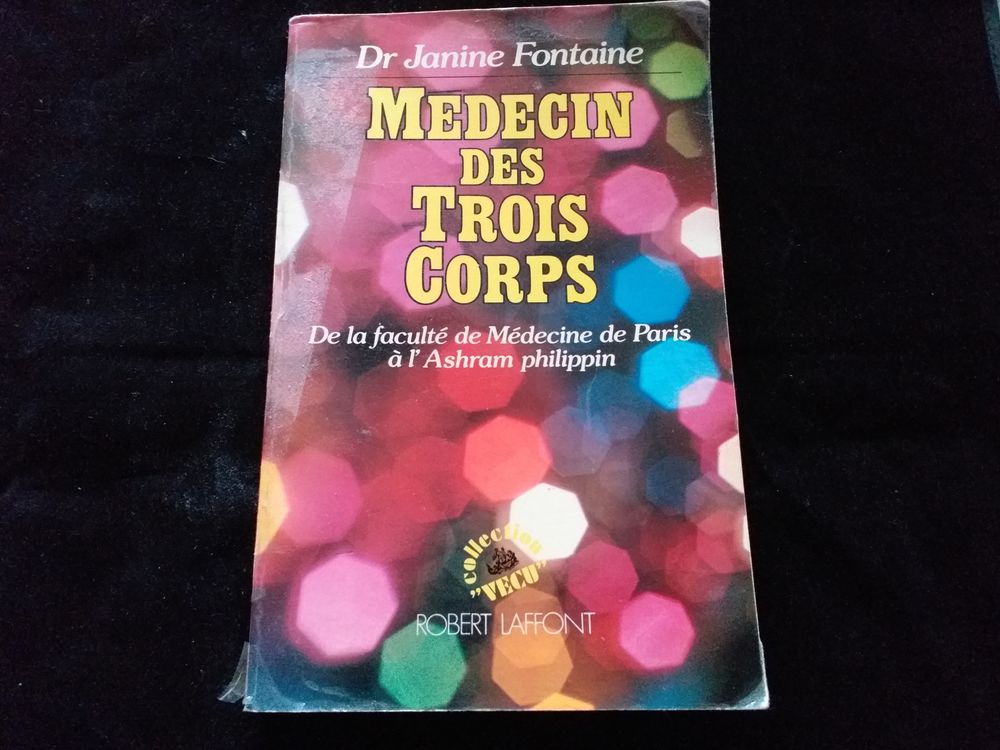 Dr Janine Fontaine
MEDECIN
DES
TROIS
CORPS
De la faculté de Médecine de Paris
à l'Ashram philippin
collection
"VECU"
ROBERT LAFFONT